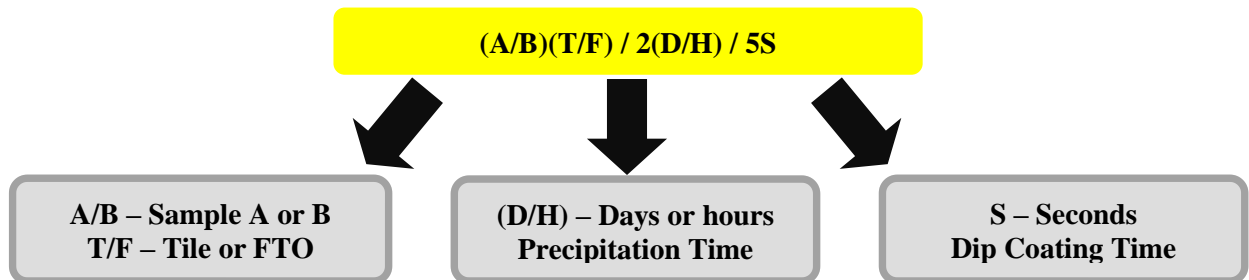 (A/B)(T/F) / 2(D/H) / 5S
A/B – Sample A or B
T/F – Tile or FTO
(D/H) – Days or hours
Precipitation Time
S – Seconds
Dip Coating Time